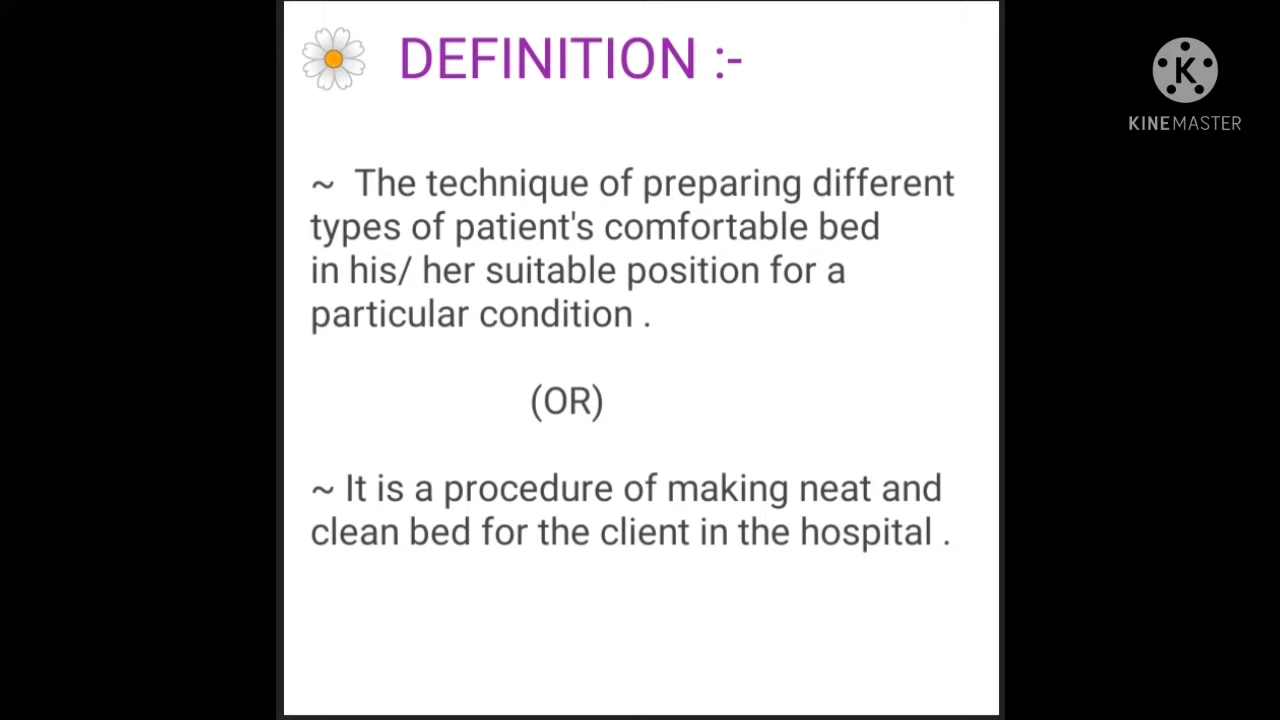 DEFINITION :-
KINEMASTER
~ The technique of preparing different
types of patient's comfortable bed
in his/ her suitable position for a
particular condition .
(OR)
~ It is a procedure of making neat and
clean bed for the client in the hospital .